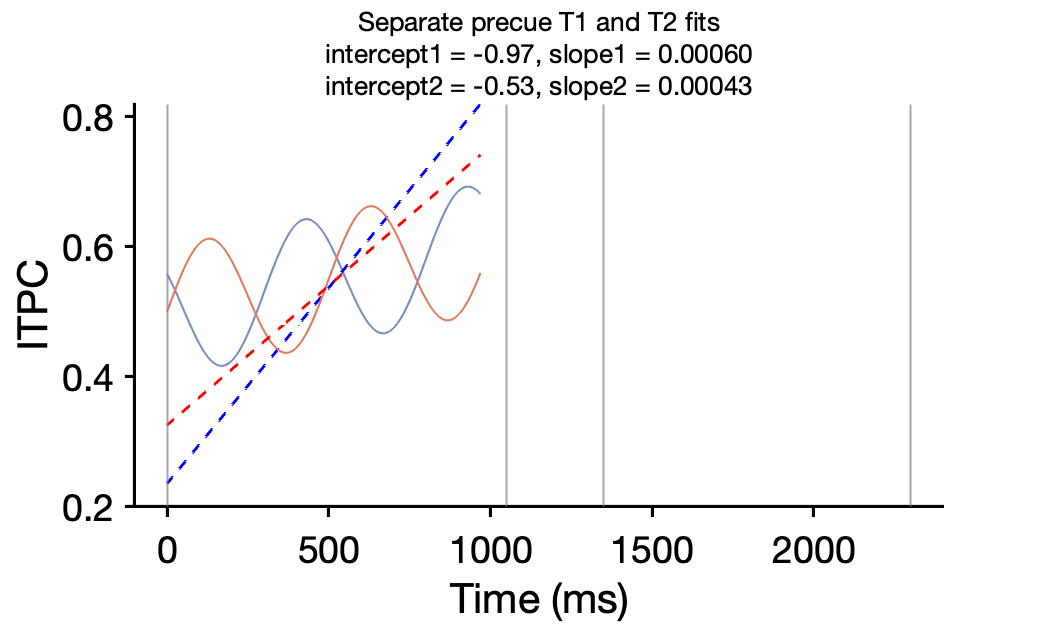 Separate precue T1 and T2 fits
intercept1 = -0.97, slope1 = 0.00060
intercept2 = -0.53, slope2 = 0.00043
0.8
0.6
0.4
0.2
ITPC
0 500 1000 1500 2000
Time (ms)